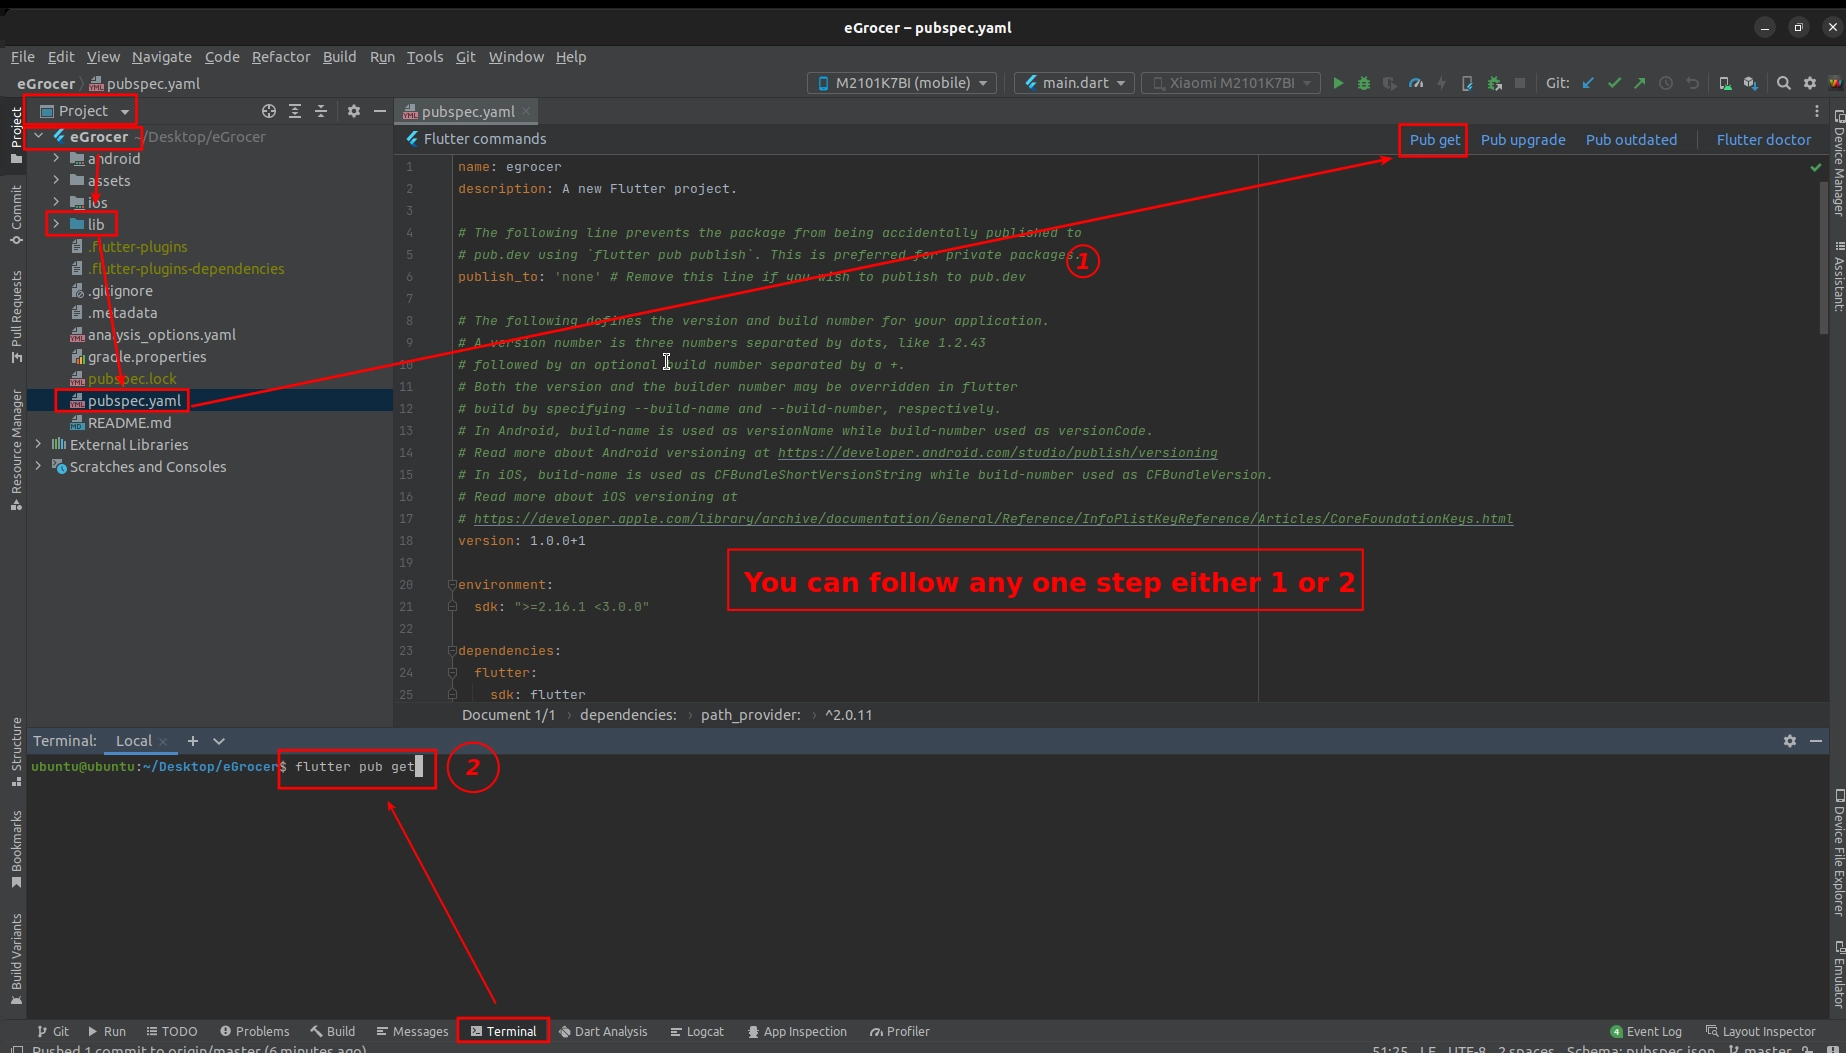 eGrocer – pubspec.yaml
File Edit View Navigate Code Refactor Build Run Tools Git Window Help
eGrocer pubspec.yaml
M2101K7BI (mobile) main.dart Xiaomi M2101K7BI Git:
Project
pubspec.yaml
eGrocer ~/Desktop/eGrocer
android
assets
ios
lib
.flutter-plugins
.flutter-plugins-dependencies
.gitignore
.metadata
analysis_options.yaml
gradle.properties
pubspec.lock
pubspec.yaml
README.md
External Libraries
Scratches and Consoles
Flutter commands
Pub get Pub upgrade Pub outdated Flutter doctor
1 name: egrocer
2 description: A new Flutter project.
3
4 # The following line prevents the package from being accidentally published to
5 # pub.dev using `flutter pub publish`. This is preferred for private packages.
6 publish_to: 'none' # Remove this line if you wish to publish to pub.dev
7
8 # The following defines the version and build number for your application.
9 # A version number is three numbers separated by dots, like 1.2.43
10 # followed by an optional build number separated by a +.
11 # Both the version and the builder number may be overridden in flutter
12 # build by specifying --build-name and --build-number, respectively.
13 # In Android, build-name is used as versionName while build-number used as versionCode.
14 # Read more about Android versioning at https://developer.android.com/studio/publish/versioning
15 # In iOS, build-name is used as CFBundleShortVersionString while build-number used as CFBundleVersion.
16 # Read more about iOS versioning at
17 # https://developer.apple.com/library/archive/documentation/General/Reference/InfoPlistKeyReference/Articles/CoreFoundationKeys.html
18 version: 1.0.0+1
19
20 environment:
21 sdk: ">=2.16.1 <3.0.0"
22
23 dependencies:
24 flutter:
25 sdk: flutter
1
You can follow any one step either 1 or 2
Document 1/1 dependencies: path_provider: ^2.0.11
Terminal: Local
ubuntu@ubuntu:~/Desktop/eGrocer$ flutter pub get
2
Project
Commit
Pull Requests
Resource Manager
Structure
Bookmarks
Build Variants
Device Manager
Assistant:
Device File Explorer
Emulator
Git Run TODO Problems Build Messages Terminal Dart Analysis Logcat App Inspection Profiler
4 Event Log Layout Inspector
Pushed 1 commit to origin/master (6 minutes ago)
51:25 LF UTF-8 2 spaces Schema: pubspec.json master